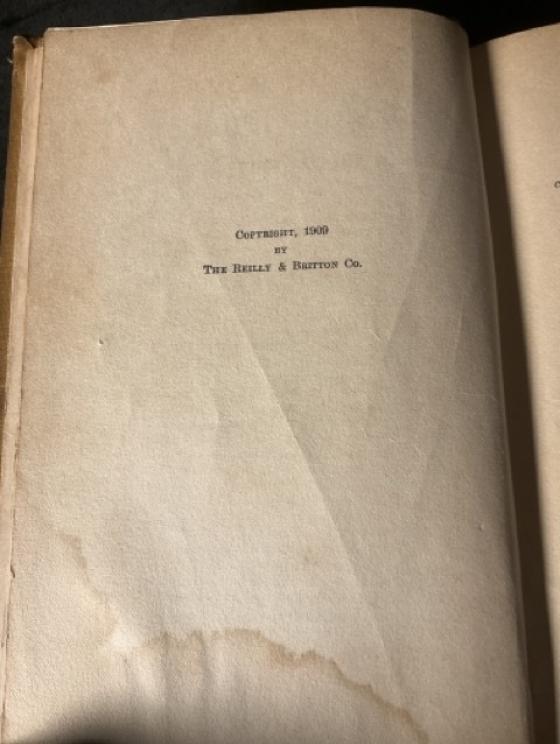 COPYRIGHT, 1909
BY
THE REILLY & BRITTON CO.